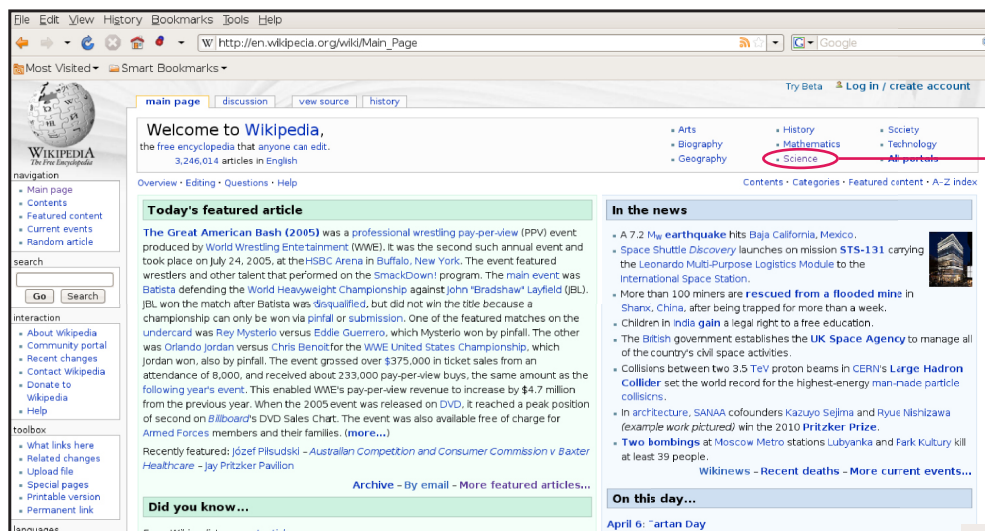 File Edit View History Bookmarks Tools Help
W http://en.wikipecia.org/wiki/Main_Page
G Google
Most Visited Smart Bookmarks
Try Beta Log in / create account
main page discussion vew source history
WIKIPEDIA
The Free Encyclopedia
navigation
Main page
Contents
Featured content
Current events
Random article
search
Go Search
interaction
About Wikipedia
Community portal
Recent changes
Contact Wikipedia
Donate to
Wikipedia
Help
toolbox
What links here
Related changes
Upload file
Special pages
Printable version
Permanent link
languages
Welcome to Wikipedia,
the free encyclopedia that anyone can edit.
3,246,014 articles in English
Arts
Biography
Geography
History
Mathematics
Science
Society
Technology
All portals
Overview · Editing · Questions · Help
Contents · Categories · Featured content · A–Z index
Today's featured article
The Great American Bash (2005) was a professional wrestling pay-per-view (PPV) event
produced by World Wrestling Entertainment (WWE). It was the second such annual event and
took place on July 24, 2005, at the HSBC Arena in Buffalo, New York. The event featured
wrestlers and other talent that performed on the SmackDown! program. The main event was
Batista defending the World Heavyweight Championship against John "Bradshaw" Layfield (JBL).
JBL won the match after Batista was disqualified, but did not win the title because a
championship can only be won via pinfall or submission. One of the featured matches on the
undercard was Rey Mysterio versus Eddie Guerrero, which Mysterio won by pinfall. The other
was Orlando Jordan versus Chris Benoit for the WWE United States Championship, which
Jordan won, also by pinfall. The event grossed over $375,000 in ticket sales from an
attendance of 8,000, and received about 233,000 pay-per-view buys, the same amount as the
following year's event. This enabled WWE's pay-per-view revenue to increase by $4.7 million
from the previous year. When the 2005 event was released on DVD, it reached a peak position
of second on Billboard's DVD Sales Chart. The event was also available free of charge for
Armed Forces members and their families. (more...)
Recently featured: Józef Piłsudski – Australian Competition and Consumer Commission v Baxter
Healthcare – Jay Pritzker Pavilion
Archive – By email – More featured articles...
Did you know...
In the news
A 7.2 Mw earthquake hits Baja California, Mexico.
Space Shuttle Discovery launches on mission STS-131 carrying
the Leonardo Multi-Purpose Logistics Module to the
International Space Station.
More than 100 miners are rescued from a flooded mine in
Shanx, China, after being trapped for more than a week.
Children in India gain a legal right to a free education.
The British government establishes the UK Space Agency to manage all
of the country's civil space activities.
Collisions between two 3.5 TeV proton beams in CERN's Large Hadron
Collider set the world record for the highest-energy man-made particle
collisions.
In architecture, SANAA cofounders Kazuyo Sejima and Ryue Nishizawa
(example work pictured) win the 2010 Pritzker Prize.
Two bombings at Moscow Metro stations Lubyanka and Park Kultury kill
at least 39 people.
Wikinews – Recent deaths – More current events...
On this day...
April 6: Tartan Day